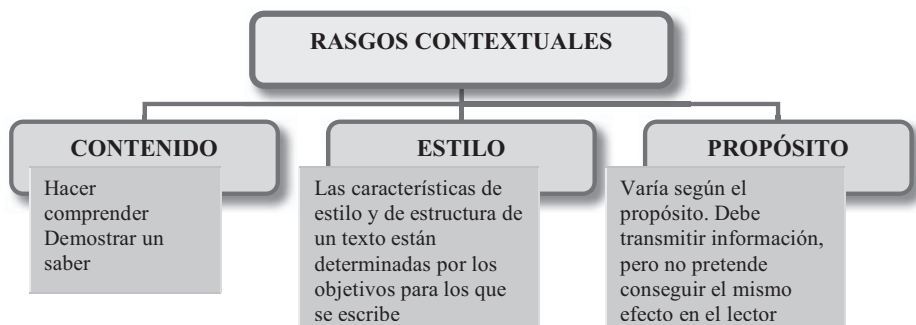 RASGOS CONTEXTUALES
CONTENIDO
Hacer
comprender
Demostrar un
saber
ESTILO
Las características de
estilo y de estructura de
un texto están
determinadas por los
objetivos para los que
se escribe
PROPÓSITO
Varía según el
propósito. Debe
transmitir información,
pero no pretende
conseguir el mismo
efecto en el lector